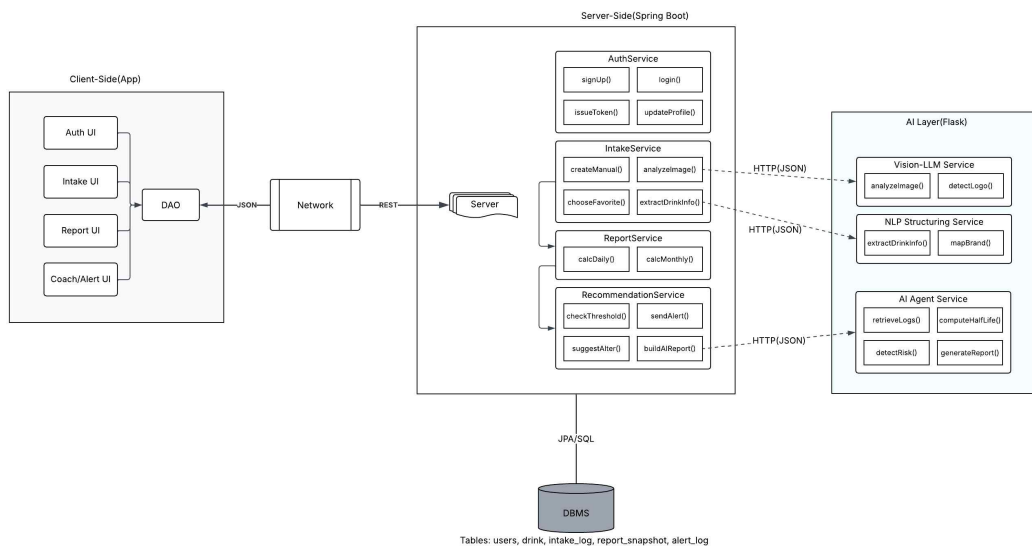 Server-Side(Spring Boot)
Client-Side(App)
Auth UI
Intake UI
Report UI
Coach/Alert UI
DAO
JSON
Network
REST
Server
AuthService
signUp()
login()
issueToken()
updateProfile()
IntakeService
createManual()
analyzeImage()
chooseFavorite()
extractDrinkInfo()
ReportService
calcDaily()
calcMonthly()
RecommendationService
checkThreshold()
sendAlert()
suggestAlter()
buildAIReport()
HTTP(JSON)
HTTP(JSON)
HTTP(JSON)
AI Layer(Flask)
Vision-LLM Service
analyzeImage()
detectLogo()
NLP Structuring Service
extractDrinkInfo()
mapBrand()
AI Agent Service
retrieveLogs()
computeHalfLife()
detectRisk()
generateReport()
JPA/SQL
DBMS
Tables: users, drink, intake_log, report_snapshot, alert_log